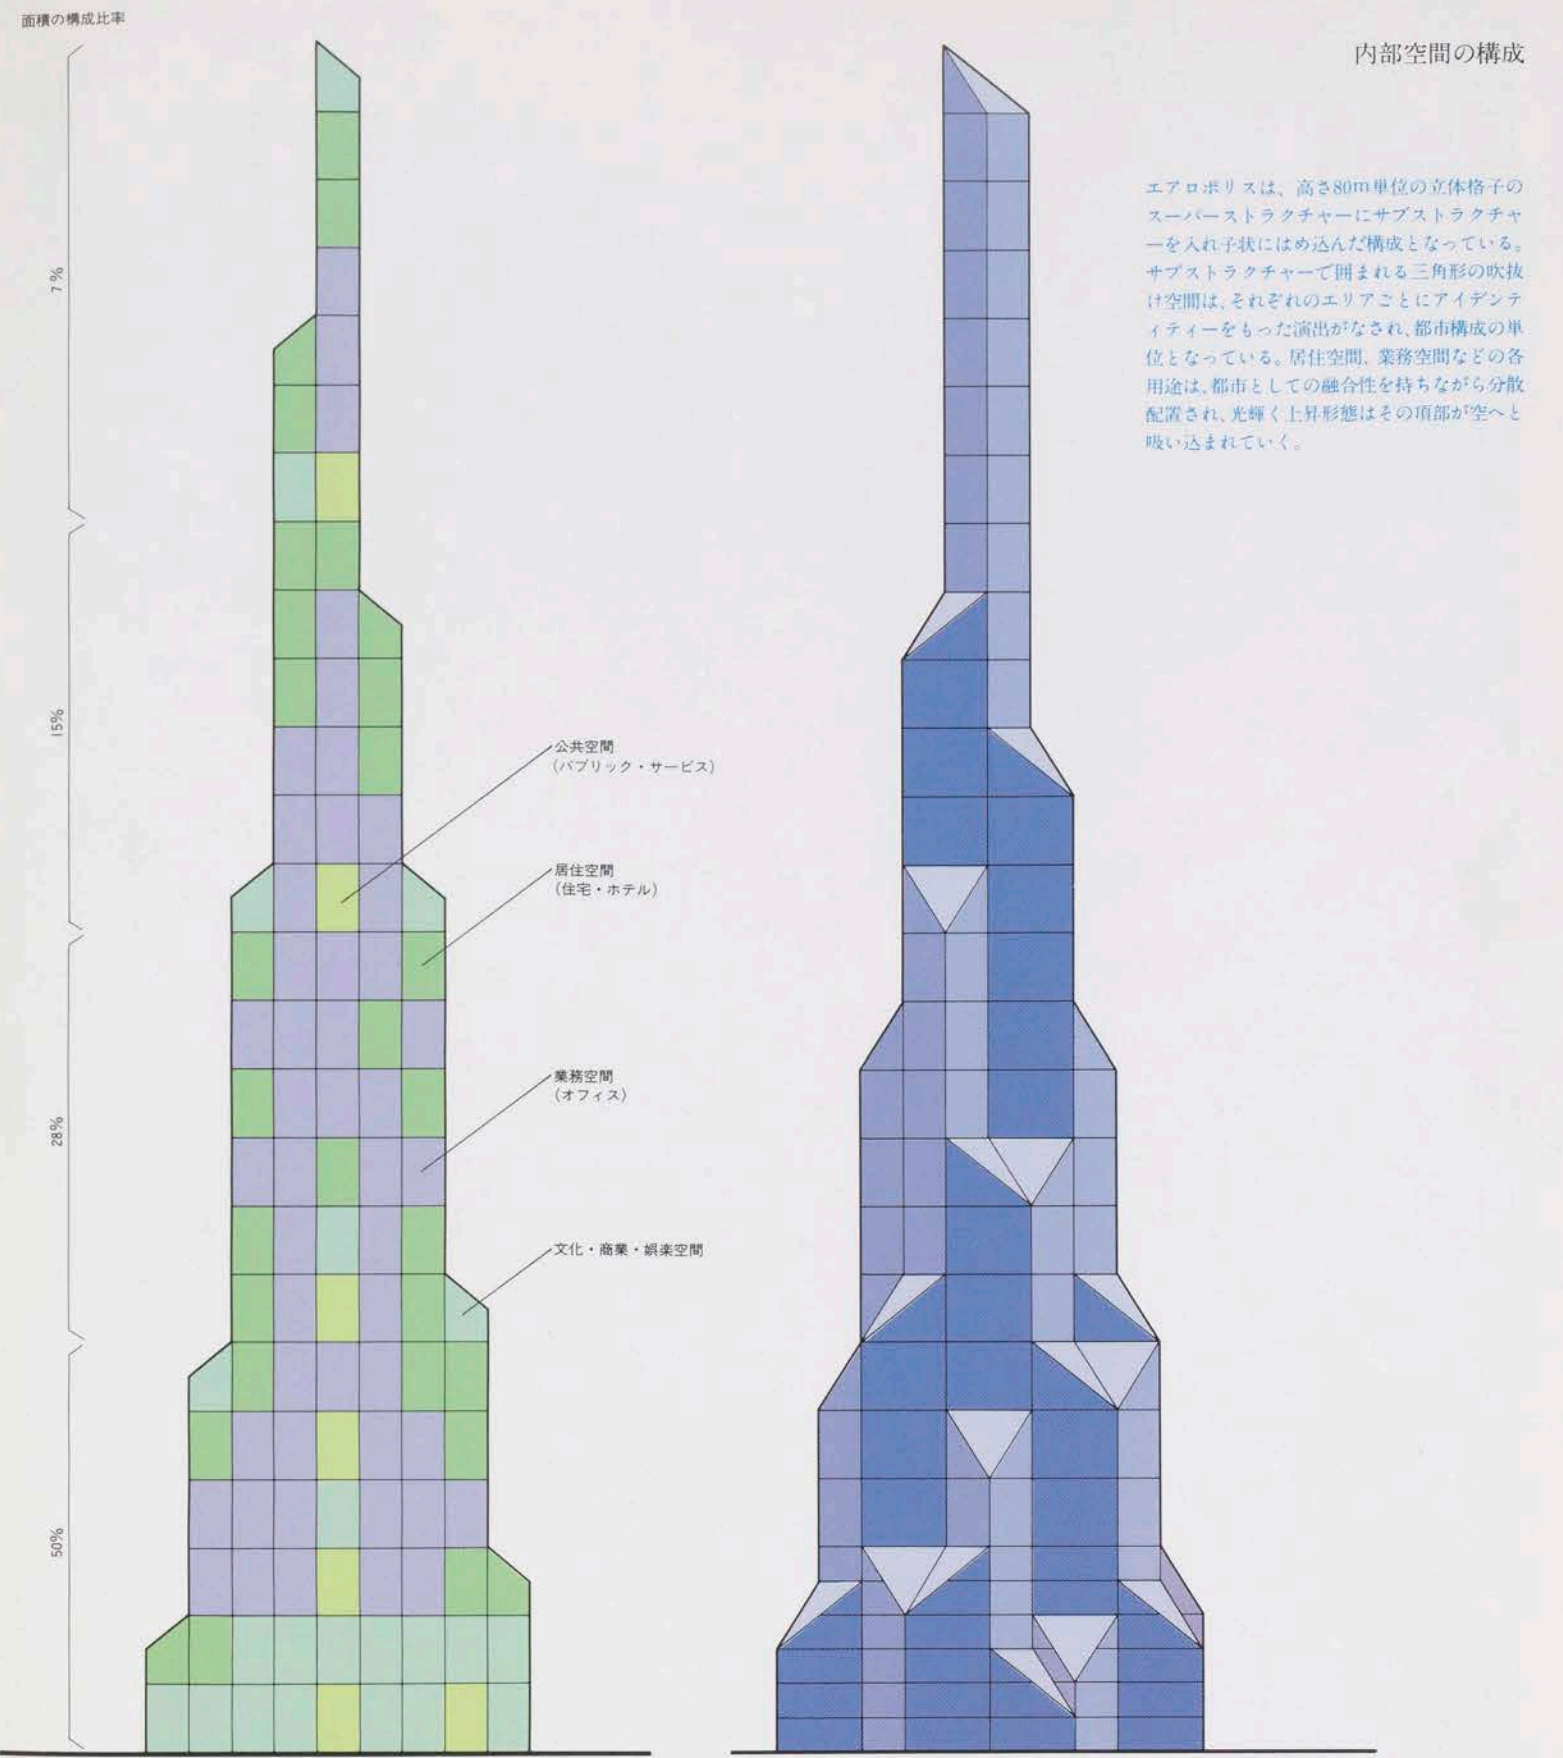 面積の構成比率
内部空間の構成
エアロポリスは、高さ80m単位の立体格子の
スーパーストラクチャーにサブストラクチャ
ーを入れ子状にはめ込んだ構成となっている。
サブストラクチャーで囲まれる三角形の吹抜
け空間は、それぞれのエリアごとにアイデンテ
ィティーをもった演出がなされ、都市構成の単
位となっている。居住空間、業務空間などの各
用途は、都市としての融合性を持ちながら分散
配置され、光輝く上昇形態はその頂部が空へと
吸い込まれていく。
7%
15%
公共空間
(パブリック・サービス)
居住空間
(住宅・ホテル)
業務空間
(オフィス)
28%
文化・商業・娯楽空間
50%